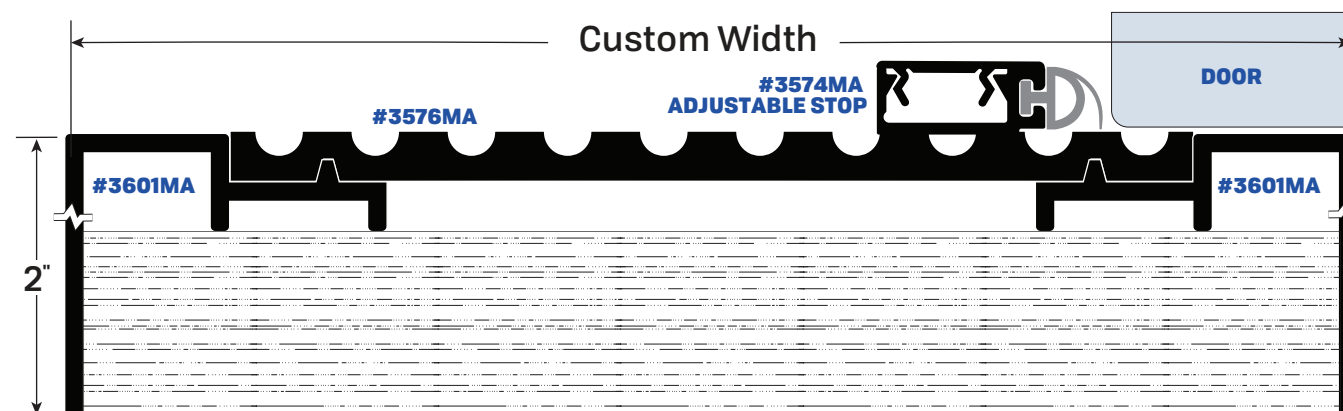 Custom Width
#3574MA
ADJUSTABLE STOP
DOOR
#3576MA
#3601MA
#3601MA
2"